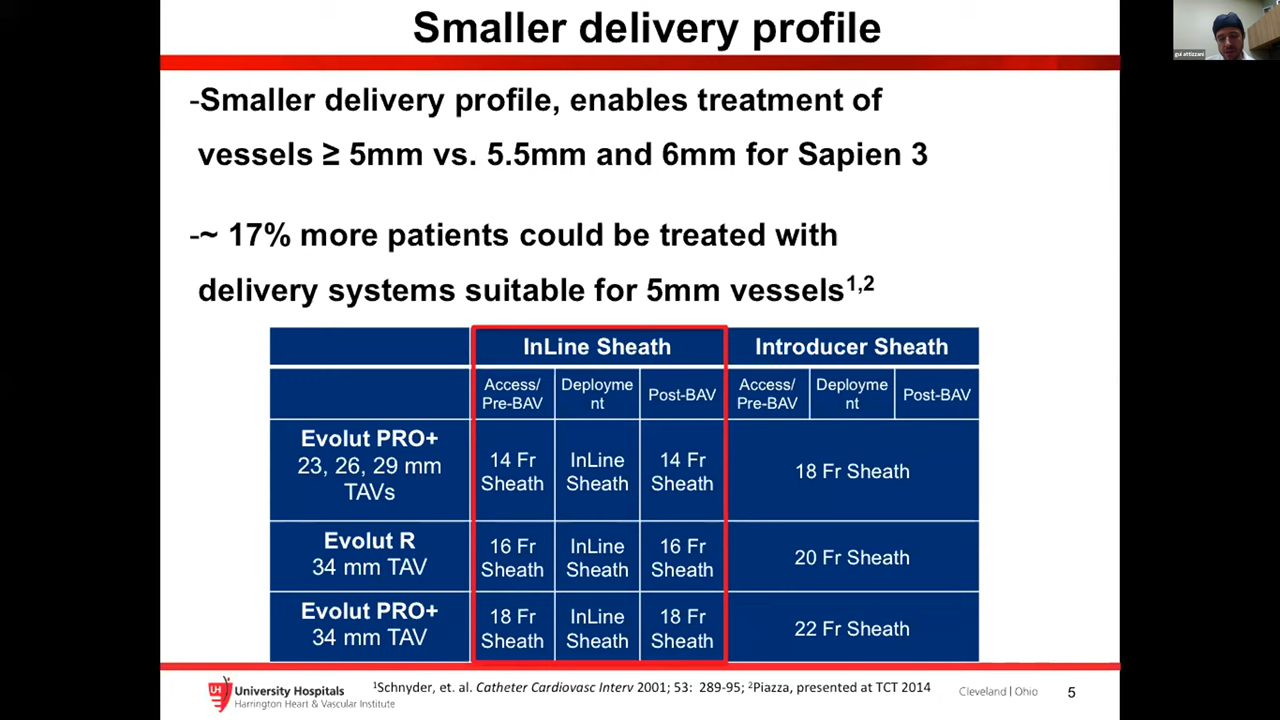 Smaller delivery profile
gui attizzani
-Smaller delivery profile, enables treatment of
vessels ≥ 5mm vs. 5.5mm and 6mm for Sapien 3
-~ 17% more patients could be treated with
delivery systems suitable for 5mm vessels1,2
InLine Sheath Introducer Sheath
Access/ Deployme Post-BAV Access/ Deployme Post-BAV
Pre-BAV nt Pre-BAV nt
Evolut PRO+
23, 26, 29 mm
TAVs
14 Fr InLine 14 Fr
Sheath Sheath Sheath
18 Fr Sheath
Evolut R
34 mm TAV
16 Fr InLine 16 Fr
Sheath Sheath Sheath
20 Fr Sheath
Evolut PRO+
34 mm TAV
18 Fr InLine 18 Fr
Sheath Sheath Sheath
22 Fr Sheath
UH University Hospitals
Harrington Heart & Vascular Institute
1Schnyder, et. al. Catheter Cardiovasc Interv 2001; 53: 289-95; 2Piazza, presented at TCT 2014
Cleveland | Ohio 5